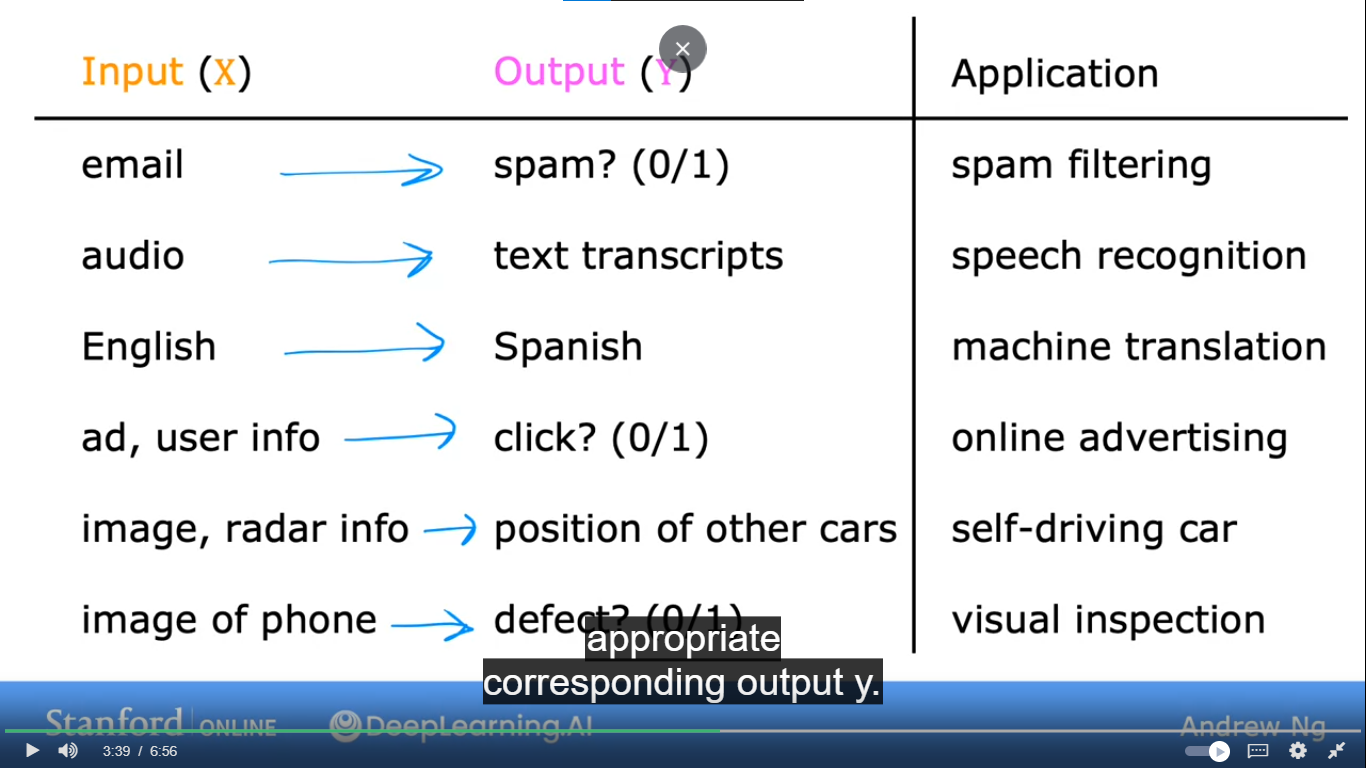 Input (X) Output (Y) Application
email spam? (0/1) spam filtering
audio text transcripts speech recognition
English Spanish machine translation
ad, user info click? (0/1) online advertising
image, radar info position of other cars self-driving car
image of phone defect? (0/1) visual inspection
appropriate
corresponding output y.
Stanford ONLINE DeepLearning.AI Andrew Ng
3:39 / 6:56